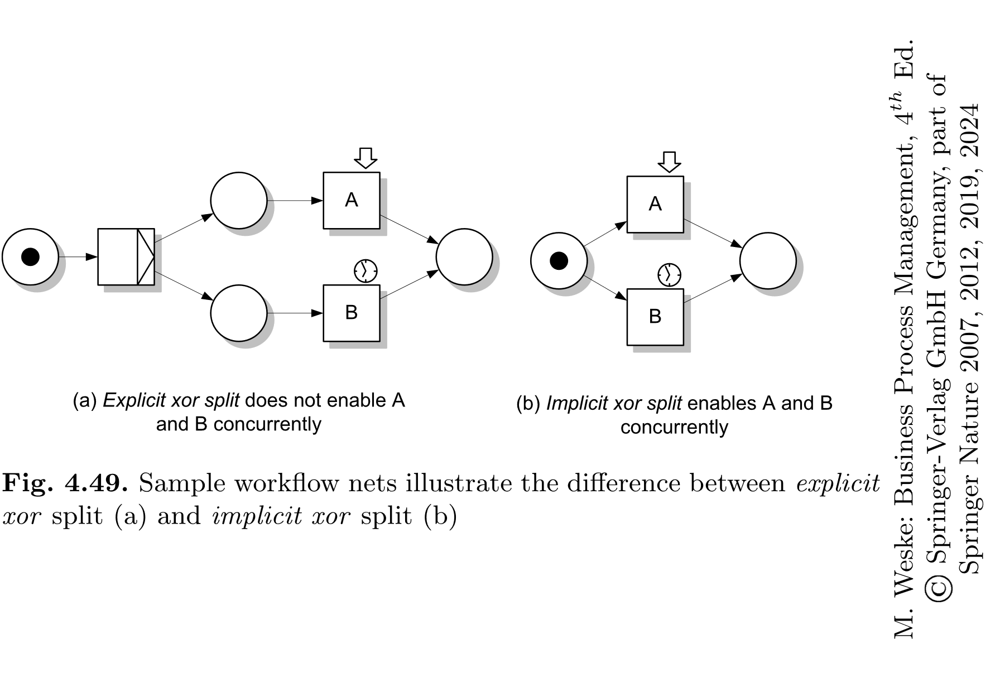 A
B
(a) Explicit xor split does not enable A
and B concurrently
A
B
(b) Implicit xor split enables A and B
concurrently
Fig. 4.49. Sample workflow nets illustrate the difference between explicit
xor split (a) and implicit xor split (b)
M. Weske: Business Process Management, 4th Ed.
© Springer-Verlag GmbH Germany, part of
Springer Nature 2007, 2012, 2019, 2024